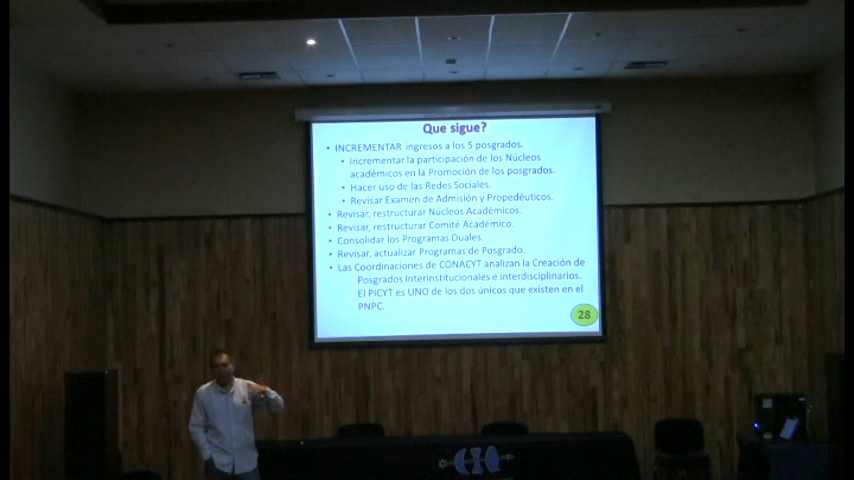 Que sigue?
• INCREMENTAR ingresos a los 5 posgrados.
• Incrementar la participación de los Núcleos
académicos en la Promoción de los posgrados.
• Hacer uso de las Redes Sociales.
• Revisar Examen de Admisión y Propedéuticos.
• Revisar, restructurar Núcleos Académicos.
• Revisar, restructurar Comité Académico.
• Consolidar los Programas Duales.
• Revisar, actualizar Programas de Posgrado.
• Las Coordinaciones de CONACYT analizan la Creación de
Posgrados Interinstitucionales e interdisciplinarios.
El PICYT es UNO de los dos únicos que existen en el
PNPC.
28
CIO